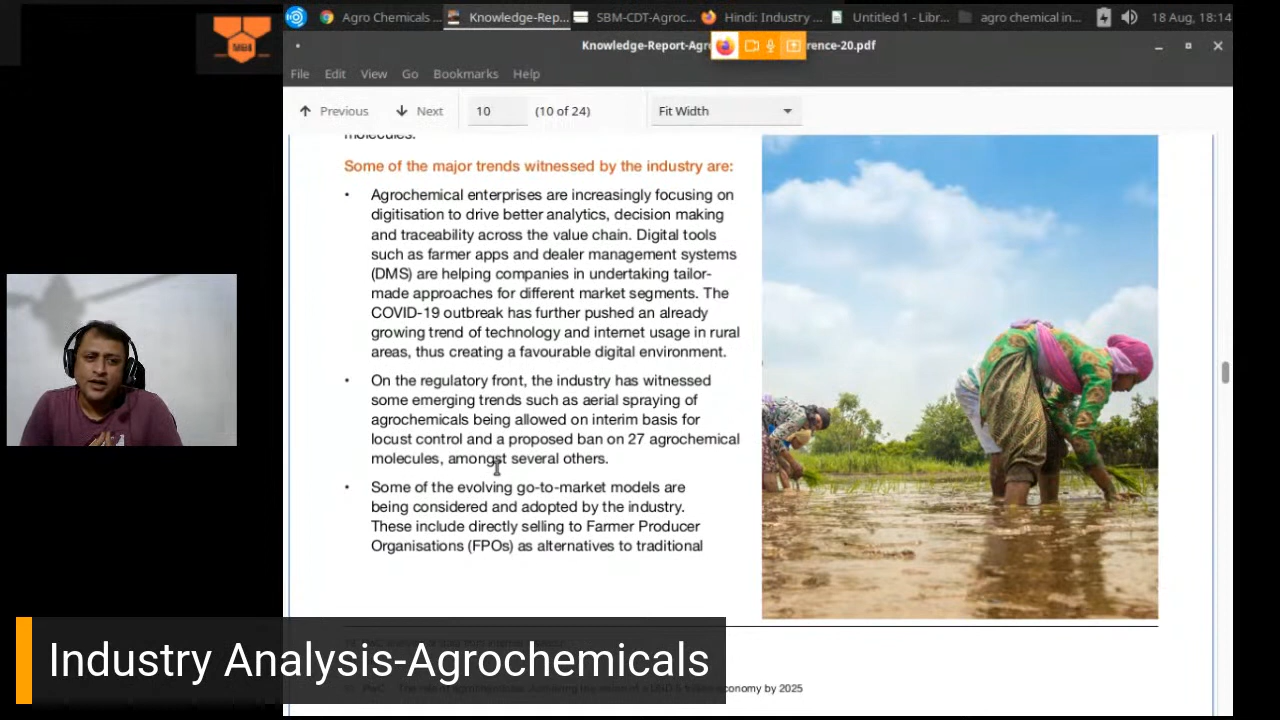 Agro Chemicals ...
Knowledge-Rep...
SBM-CDT-Agroc...
Hindi: Industry ...
Untitled 1 - Libr...
agro chemical in...
18 Aug, 18:14
Knowledge-Report-Agro rence-20.pdf
File Edit View Go Bookmarks Help
Previous Next 10 (10 of 24) Fit Width
molecules.
Some of the major trends witnessed by the industry are:
• Agrochemical enterprises are increasingly focusing on
digitisation to drive better analytics, decision making
and traceability across the value chain. Digital tools
such as farmer apps and dealer management systems
(DMS) are helping companies in undertaking tailor-
made approaches for different market segments. The
COVID-19 outbreak has further pushed an already
growing trend of technology and internet usage in rural
areas, thus creating a favourable digital environment.
• On the regulatory front, the industry has witnessed
some emerging trends such as aerial spraying of
agrochemicals being allowed on interim basis for
locust control and a proposed ban on 27 agrochemical
molecules, amongst several others.
• Some of the evolving go-to-market models are
being considered and adopted by the industry.
These include directly selling to Farmer Producer
Organisations (FPOs) as alternatives to traditional
Industry Analysis-Agrochemicals
economy by 2025